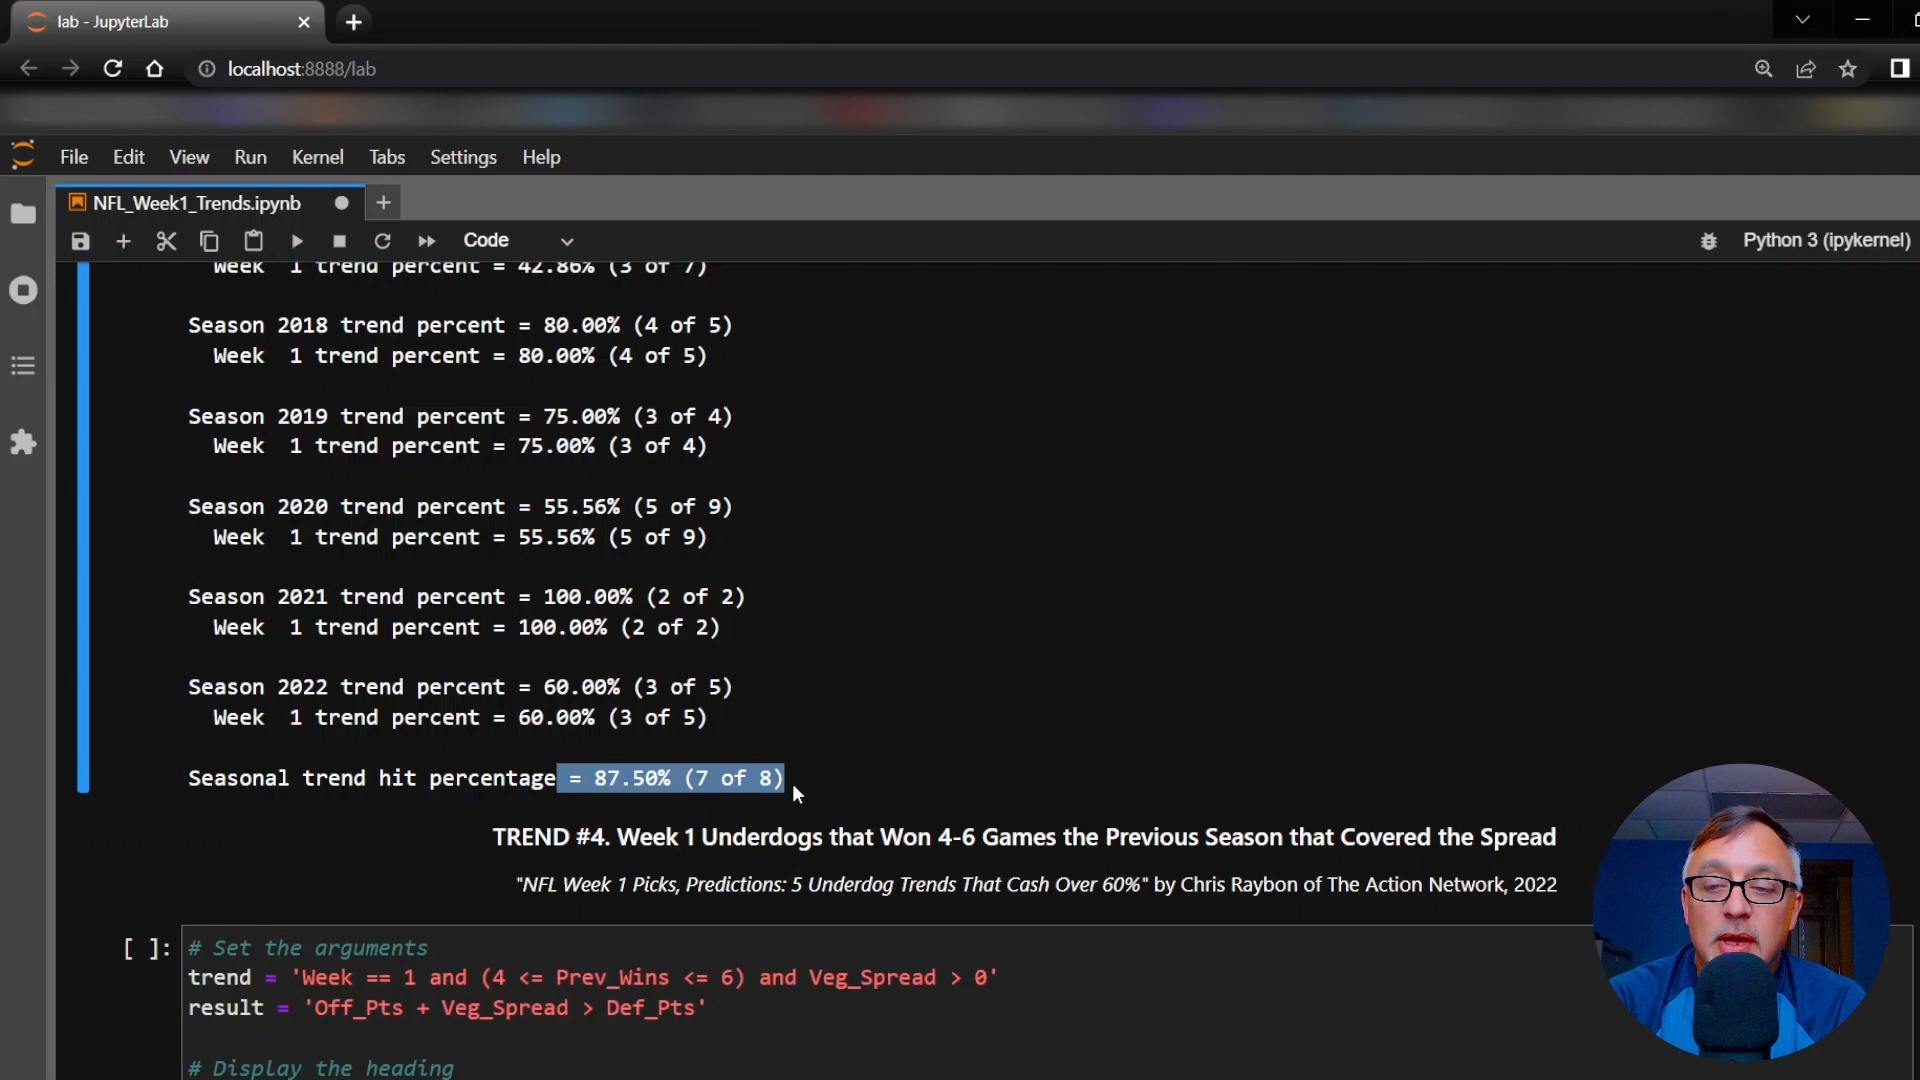 lab - JupyterLab
localhost:8888/lab
File Edit View Run Kernel Tabs Settings Help
NFL_Week1_Trends.ipynb
Code
Python 3 (ipykernel)
Week  1 trend percent = 42.86% (3 of 7)
Season 2018 trend percent = 80.00% (4 of 5)
Week  1 trend percent = 80.00% (4 of 5)
Season 2019 trend percent = 75.00% (3 of 4)
Week  1 trend percent = 75.00% (3 of 4)
Season 2020 trend percent = 55.56% (5 of 9)
Week  1 trend percent = 55.56% (5 of 9)
Season 2021 trend percent = 100.00% (2 of 2)
Week  1 trend percent = 100.00% (2 of 2)
Season 2022 trend percent = 60.00% (3 of 5)
Week  1 trend percent = 60.00% (3 of 5)
Seasonal trend hit percentage = 87.50% (7 of 8)
TREND #4. Week 1 Underdogs that Won 4-6 Games the Previous Season that Covered the Spread
"NFL Week 1 Picks, Predictions: 5 Underdog Trends That Cash Over 60%" by Chris Raybon of The Action Network, 2022
[ ]: # Set the arguments
trend = 'Week == 1 and (4 <= Prev_Wins <= 6) and Veg_Spread > 0'
result = 'Off_Pts + Veg_Spread > Def_Pts'
# Display the heading